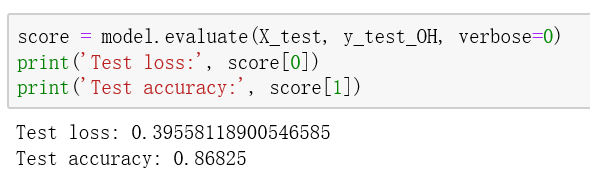 score = model.evaluate(X_test, y_test_OH, verbose=0)
print('Test loss:', score[0])
print('Test accuracy:', score[1])
Test loss: 0.39558118900546585
Test accuracy: 0.86825